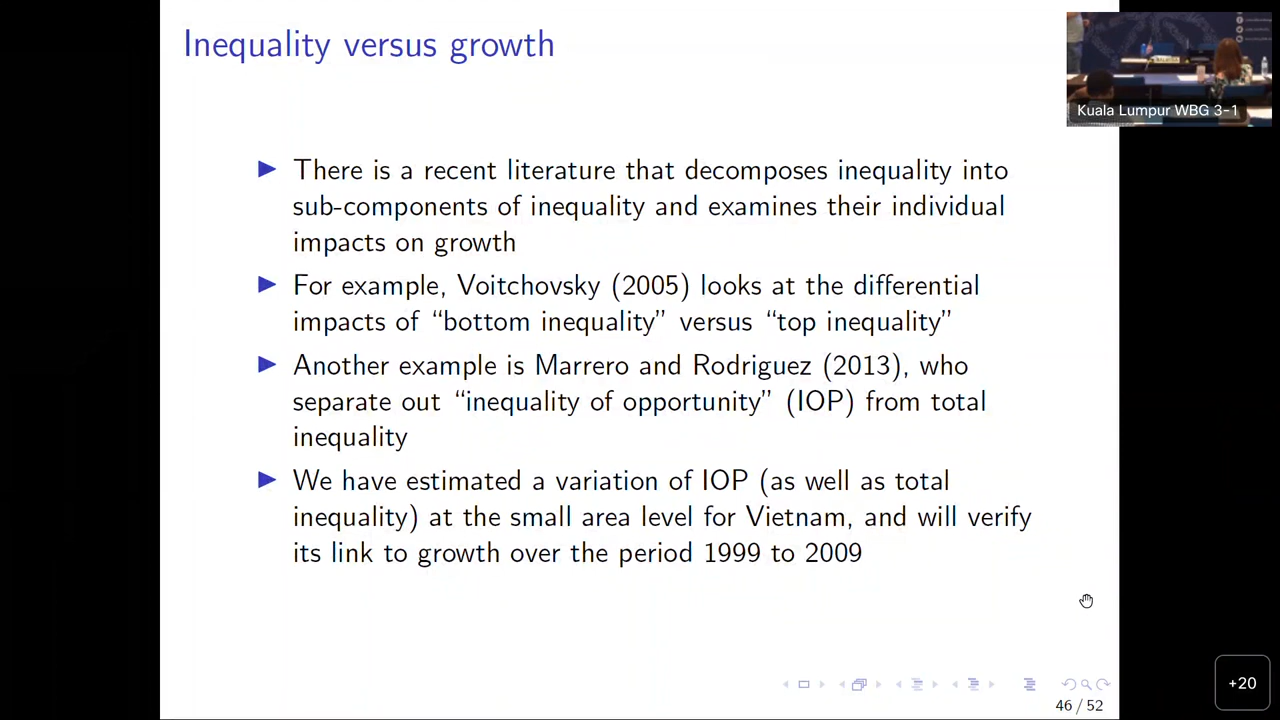 Inequality versus growth
Kuala Lumpur WBG 3-1
There is a recent literature that decomposes inequality into
sub-components of inequality and examines their individual
impacts on growth
For example, Voitchovsky (2005) looks at the differential
impacts of “bottom inequality” versus “top inequality”
Another example is Marrero and Rodriguez (2013), who
separate out “inequality of opportunity” (IOP) from total
inequality
We have estimated a variation of IOP (as well as total
inequality) at the small area level for Vietnam, and will verify
its link to growth over the period 1999 to 2009
+20
46 / 52